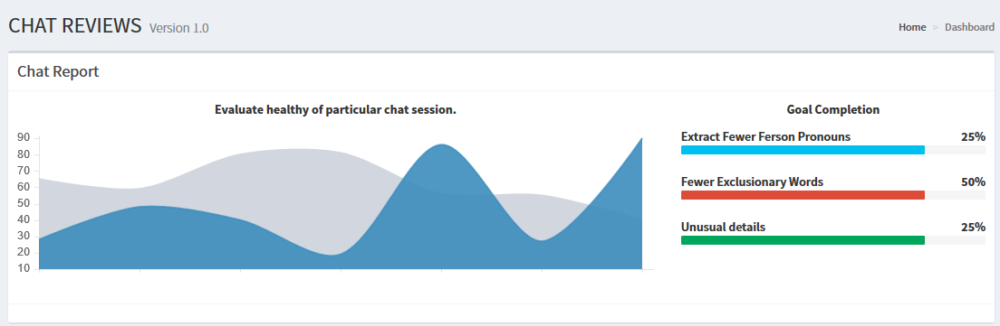 CHAT REVIEWS Version 1.0
Home > Dashboard
Chat Report
Evaluate healthy of particular chat session.
90
80
70
60
50
40
30
20
10
Goal Completion
Extract Fewer Ferson Pronouns 25%
Fewer Exclusionary Words 50%
Unusual details 25%